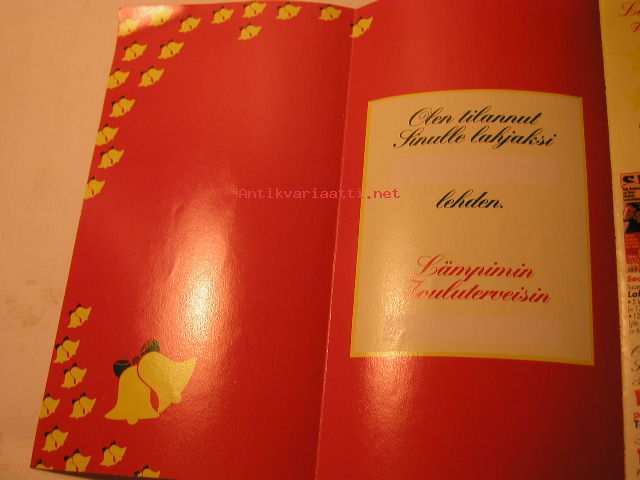 Olen tilannut
Sinulle lahjaksi
Antikvariaatti.net
lehden.
Lämpimin
Jouluterveisin